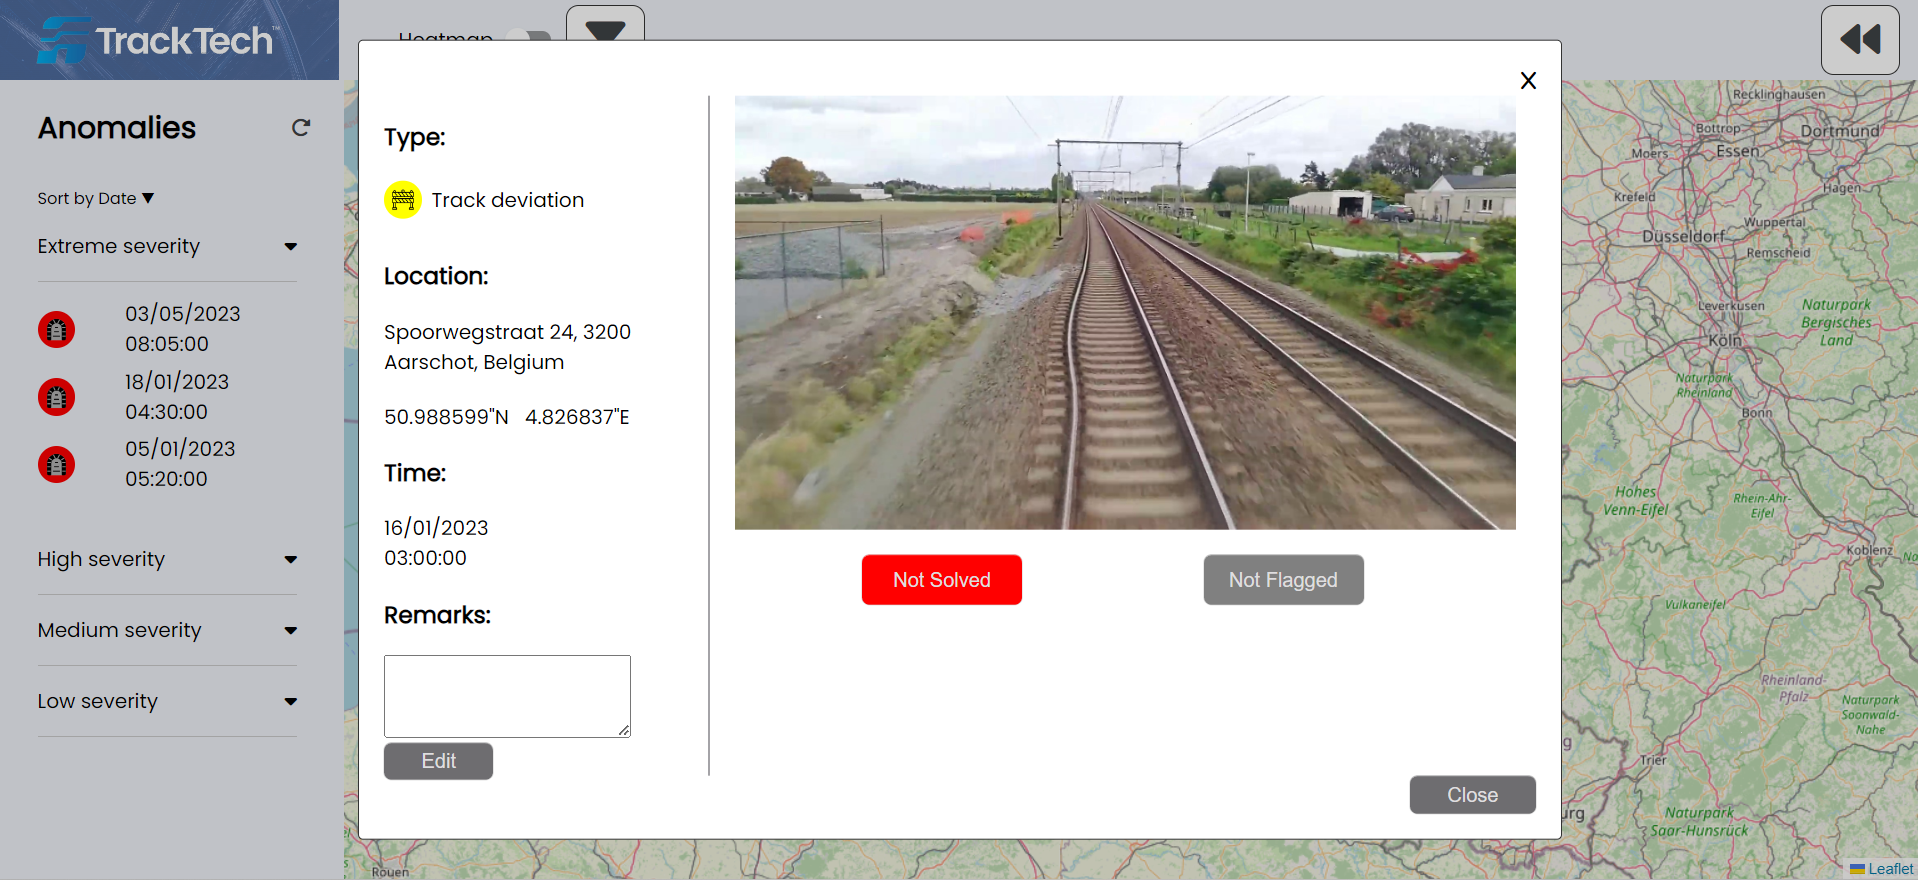 TrackTech™
Heatmap
Anomalies
Sort by Date ▼
Extreme severity
03/05/2023
08:05:00
18/01/2023
04:30:00
05/01/2023
05:20:00
High severity
Medium severity
Low severity
X
Type:
Track deviation
Location:
Spoorwegstraat 24, 3200
Aarschot, Belgium
50.988599"N 4.826837"E
Time:
16/01/2023
03:00:00
Remarks:
Edit
Not Solved
Not Flagged
Close
Recklinghausen
Bottrop
Dortmund
Moers
Essen
Hagen
Krefeld
Wuppertal
Düsseldorf
Remscheid
Leverkusen
Naturpark
Bergisches
Land
Köln
Naturpark
Rheinland
Bonn
Hohes
Venn-Eifel
Rhein-Ahr-
Eifel
Koblenz
Vulkaneifel
Rheinland-
Pfalz
Naturpark
Soonwald-
Nahe
Trier
Naturpark
Saar-Hunsrück
Rouen
Leaflet